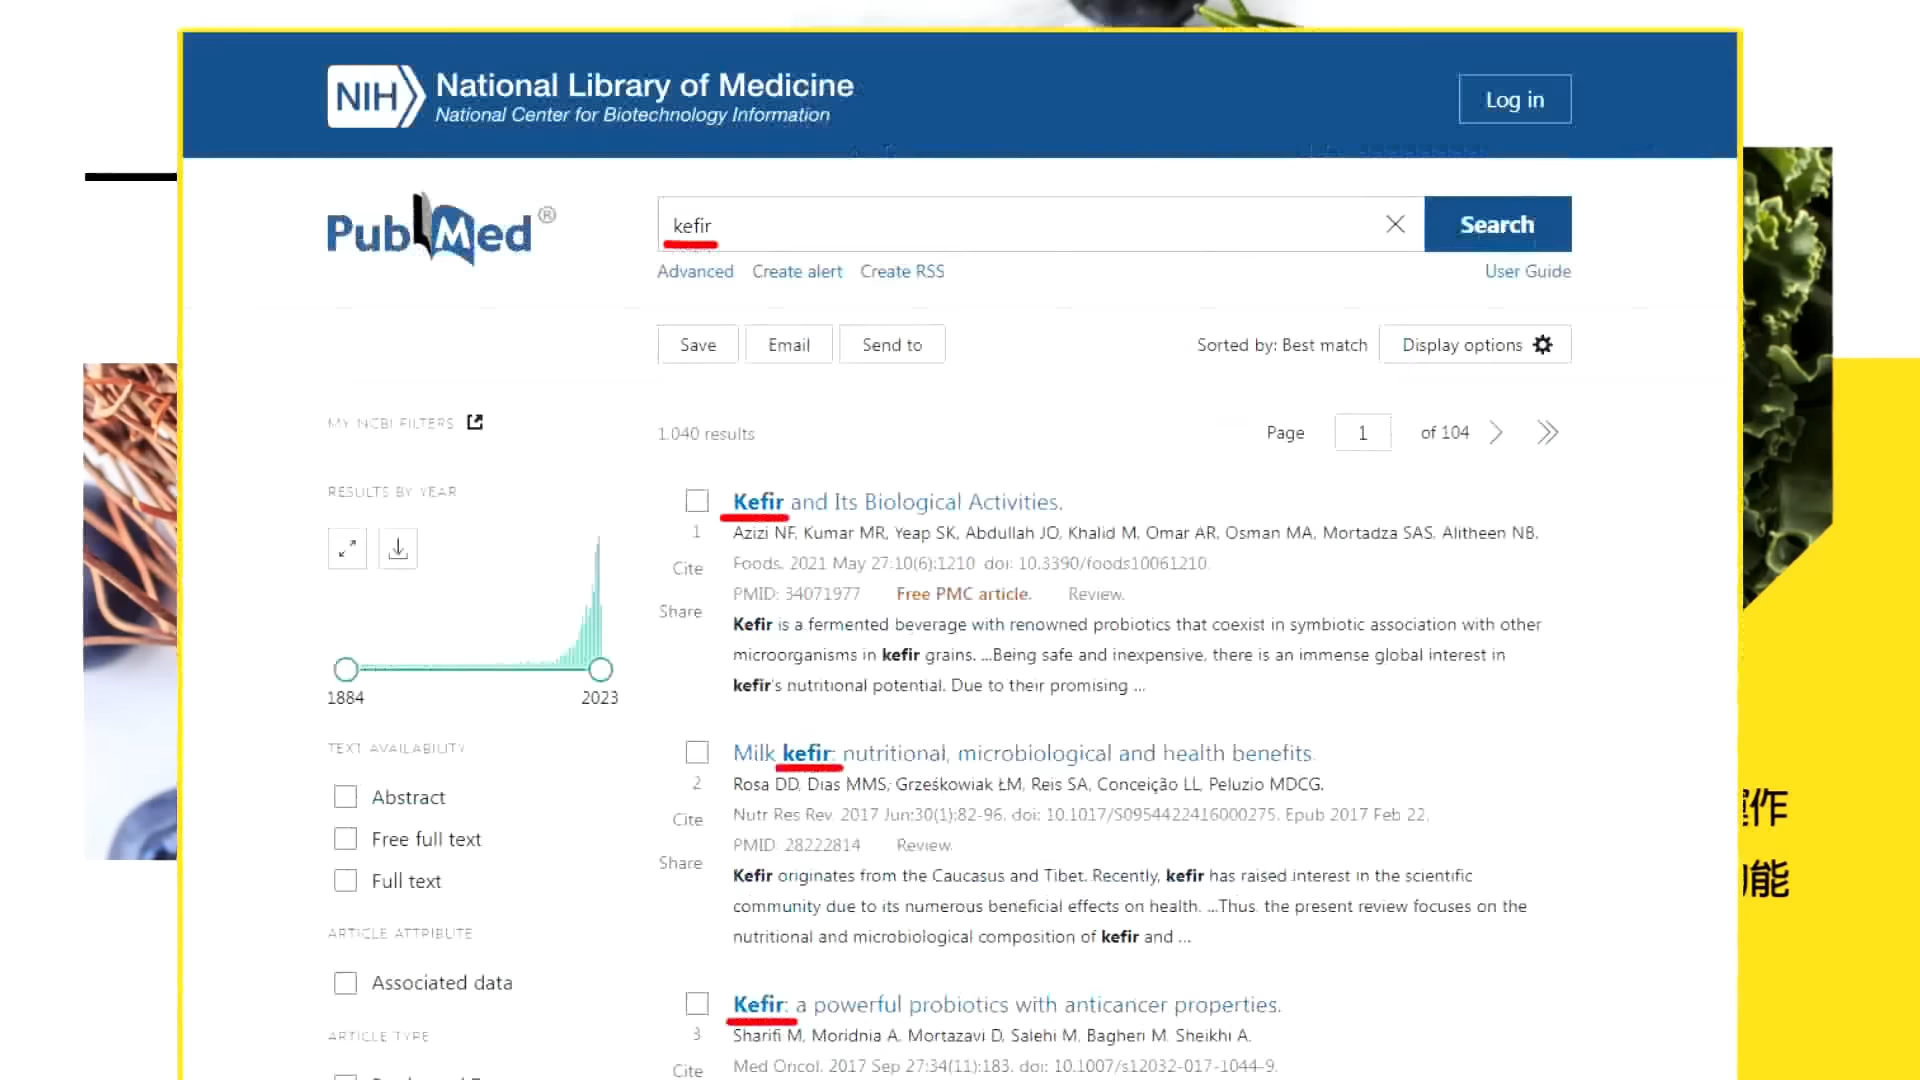 NIH National Library of Medicine
National Center for Biotechnology Information
Log in
PubMed®
kefir
Search
Advanced Create alert Create RSS
User Guide
Save Email Send to
Sorted by: Best match Display options
MY NCBI FILTERS
1.040 results
Page 1 of 104
RESULTS BY YEAR
1884 2023
TEXT AVAILABILITY
Abstract
Free full text
Full text
ARTICLE ATTRIBUTE
Associated data
ARTICLE TYPE
Kefir and Its Biological Activities.
1
Azizi NF, Kumar MR, Yeap SK, Abdullah JO, Khalid M, Omar AR, Osman MA, Mortadza SAS, Alitheen NB.
Cite
Foods. 2021 May 27;10(6):1210 doi: 10.3390/foods10061210.
PMID: 34071977 Free PMC article. Review.
Share
Kefir is a fermented beverage with renowned probiotics that coexist in symbiotic association with other
microorganisms in kefir grains. ...Being safe and inexpensive, there is an immense global interest in
kefir's nutritional potential. Due to their promising ...
Milk kefir: nutritional, microbiological and health benefits.
2
Rosa DD, Dias MMS, Grześkowiak ŁM, Reis SA, Conceição LL, Peluzio MDCG.
Cite
Nutr Res Rev. 2017 Jun;30(1):82-96. doi: 10.1017/S0954422416000275. Epub 2017 Feb 22.
PMID: 28222814 Review.
Share
Kefir originates from the Caucasus and Tibet. Recently, kefir has raised interest in the scientific
community due to its numerous beneficial effects on health. ...Thus, the present review focuses on the
nutritional and microbiological composition of kefir and ...
Kefir: a powerful probiotics with anticancer properties.
3
Sharifi M, Moridnia A, Mortazavi D, Salehi M, Bagheri M, Sheikhi A.
Cite
Med Oncol. 2017 Sep 27;34(11):183. doi: 10.1007/s12032-017-1044-9.
作
能